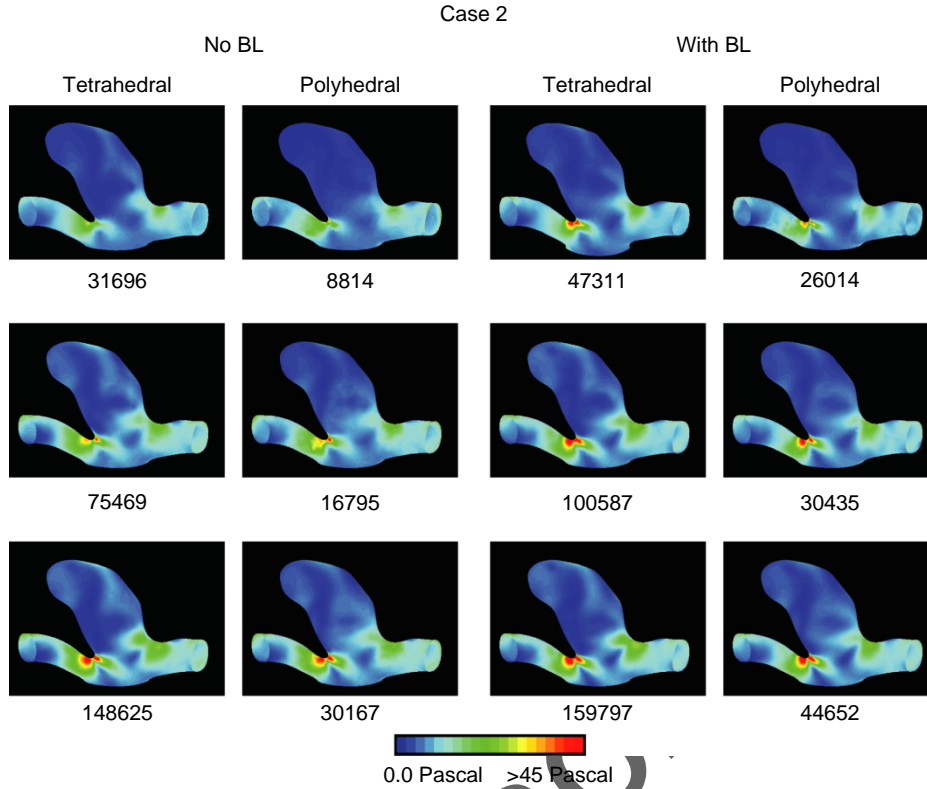 Case 2
No BL With BL
Tetrahedral Polyhedral Tetrahedral Polyhedral
31696 8814 47311 26014
75469 16795 100587 30435
148625 30167 159797 44652
0.0 Pascal >45 Pascal